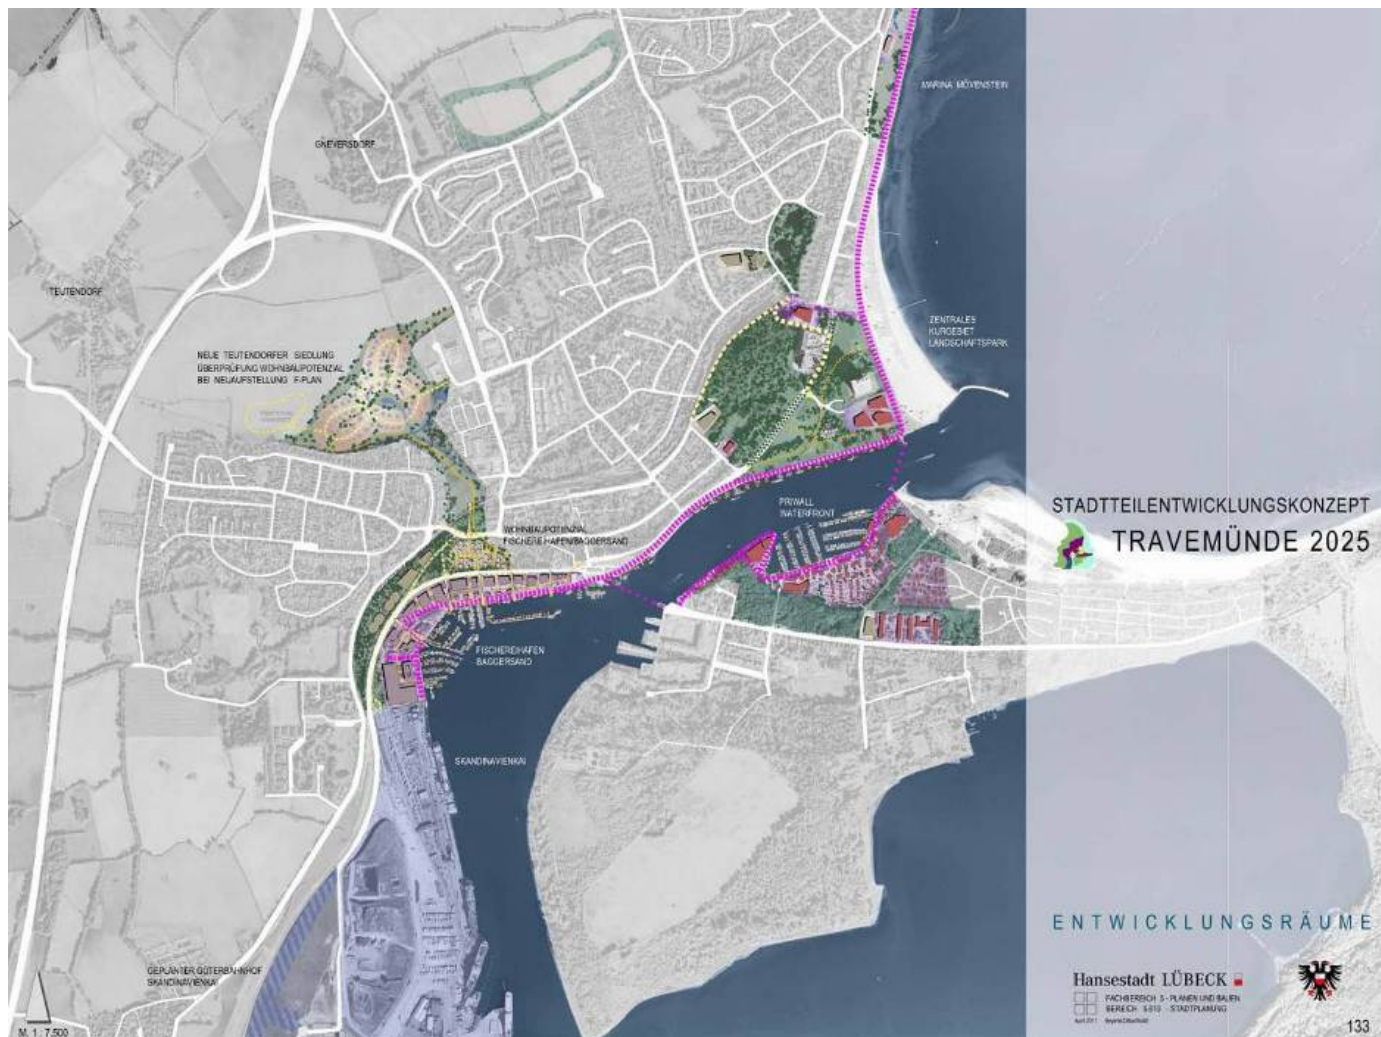 MARINA MÖVENSTEIN
GNEVERSDORF
TEUTENDORF
ZENTRALES
KURGEBIET
LANDSCHAFTSPARK
NEUE TEUTENDORFER SIEDLUNG
ÜBERPRÜFUNG WOHNBAUPOTENZIAL
BEI NEUAUFSTELLUNG F-PLAN
PRIWALL
WATERFRONT
STADTTEILENTWICKLUNGSKONZEPT
TRAVEMÜNDE 2025
WOHNBAUPOTENZIAL
FISCHEREIHAFEN/BAGGERSAND
FISCHEREIHAFEN
BAGGERSAND
SKANDINAVIENKAI
ENTWICKLUNGSRÄUME
GEPLANTER GÜTERBAHNHOF
SKANDINAVIENKAI
Hansestadt LÜBECK
FACHBEREICH 5 - PLANEN UND BAUEN
BEREICH 5.610 - STADTPLANUNG
April 2011
M. 1 : 7.500
133